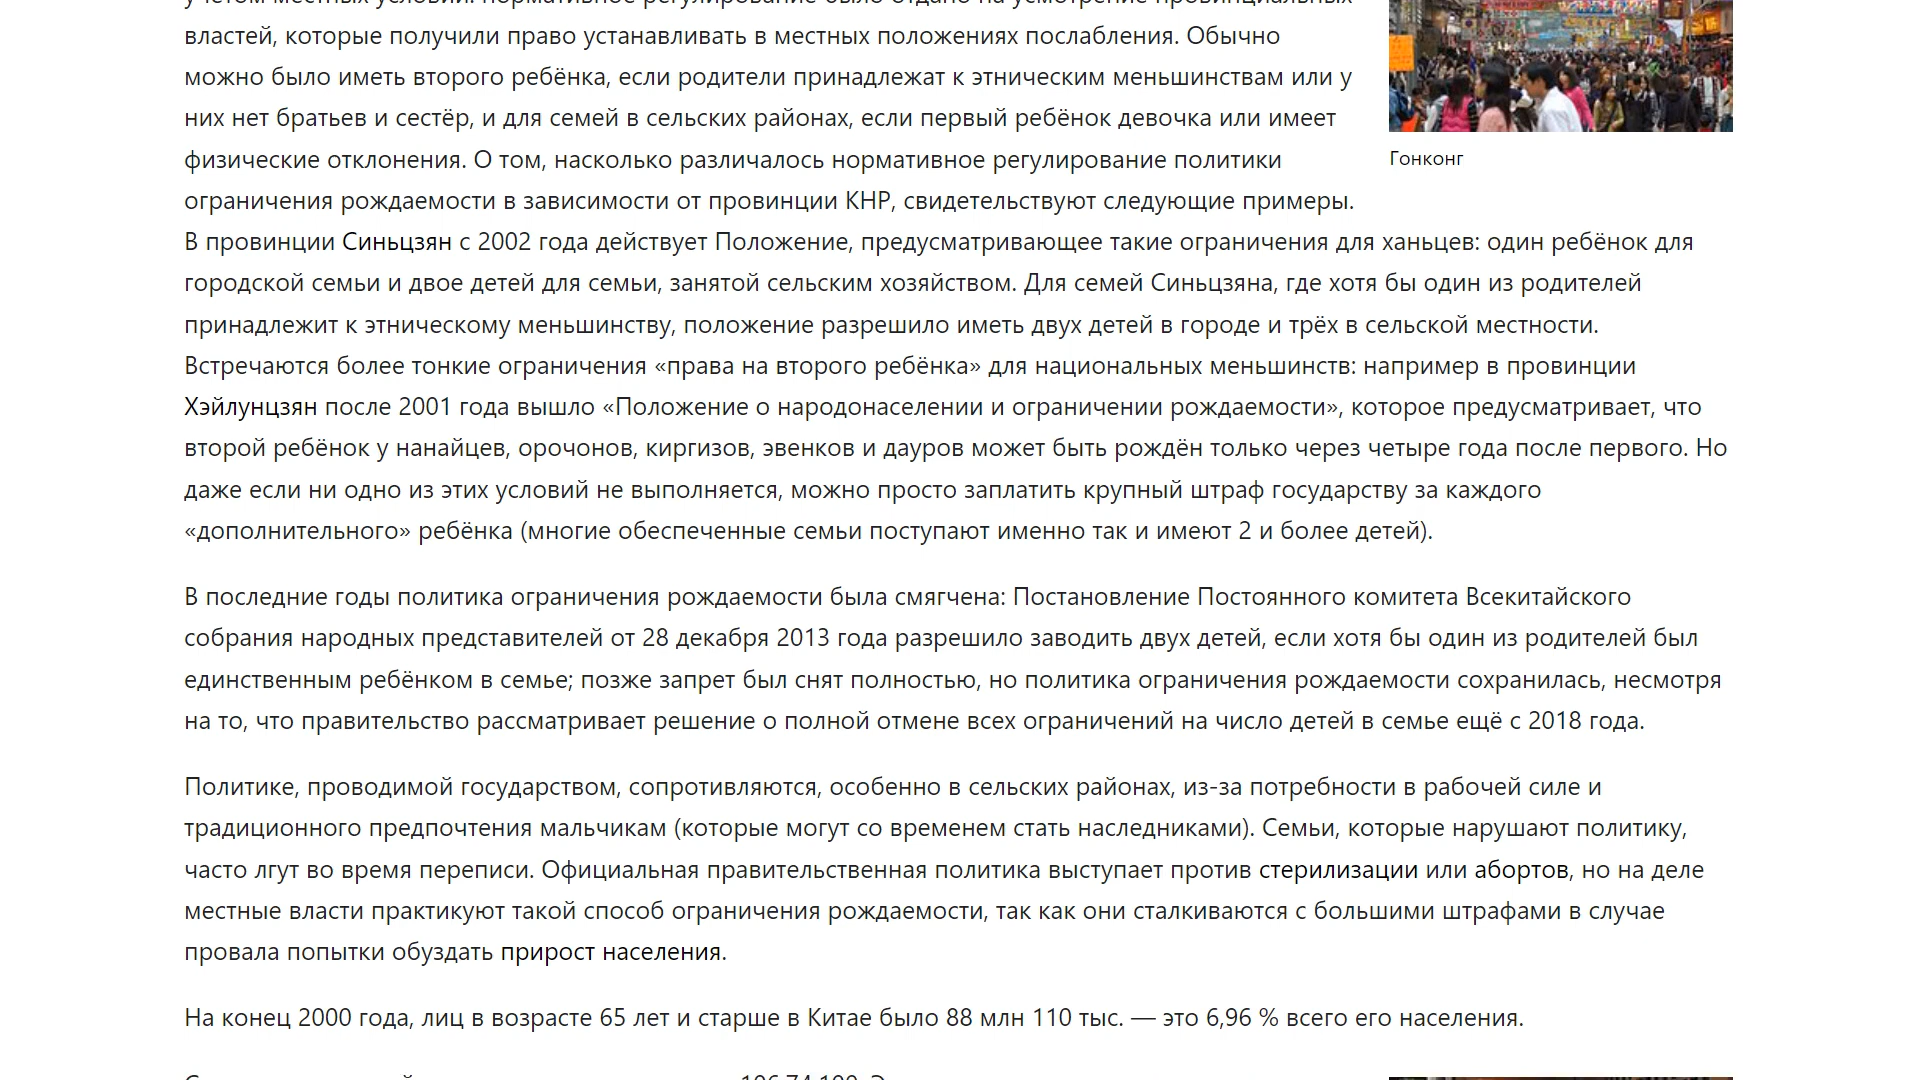 учётом местных условий: нормативное регулирование было отдано на усмотрение провинциальных
властей, которые получили право устанавливать в местных положениях послабления. Обычно
можно было иметь второго ребёнка, если родители принадлежат к этническим меньшинствам или у
них нет братьев и сестёр, и для семей в сельских районах, если первый ребёнок девочка или имеет
физические отклонения. О том, насколько различалось нормативное регулирование политики
ограничения рождаемости в зависимости от провинции КНР, свидетельствуют следующие примеры.
Гонконг
В провинции Синьцзян с 2002 года действует Положение, предусматривающее такие ограничения для ханьцев: один ребёнок для
городской семьи и двое детей для семьи, занятой сельским хозяйством. Для семей Синьцзяна, где хотя бы один из родителей
принадлежит к этническому меньшинству, положение разрешило иметь двух детей в городе и трёх в сельской местности.
Встречаются более тонкие ограничения «права на второго ребёнка» для национальных меньшинств: например в провинции
Хэйлунцзян после 2001 года вышло «Положение о народонаселении и ограничении рождаемости», которое предусматривает, что
второй ребёнок у нанайцев, орочонов, киргизов, эвенков и дауров может быть рождён только через четыре года после первого. Но
даже если ни одно из этих условий не выполняется, можно просто заплатить крупный штраф государству за каждого
«дополнительного» ребёнка (многие обеспеченные семьи поступают именно так и имеют 2 и более детей).
В последние годы политика ограничения рождаемости была смягчена: Постановление Постоянного комитета Всекитайского
собрания народных представителей от 28 декабря 2013 года разрешило заводить двух детей, если хотя бы один из родителей был
единственным ребёнком в семье; позже запрет был снят полностью, но политика ограничения рождаемости сохранилась, несмотря
на то, что правительство рассматривает решение о полной отмене всех ограничений на число детей в семье ещё с 2018 года.
Политике, проводимой государством, сопротивляются, особенно в сельских районах, из-за потребности в рабочей силе и
традиционного предпочтения мальчикам (которые могут со временем стать наследниками). Семьи, которые нарушают политику,
часто лгут во время переписи. Официальная правительственная политика выступает против стерилизации или абортов, но на деле
местные власти практикуют такой способ ограничения рождаемости, так как они сталкиваются с большими штрафами в случае
провала попытки обуздать прирост населения.
На конец 2000 года, лиц в возрасте 65 лет и старше в Китае было 88 млн 110 тыс. — это 6,96 % всего его населения.